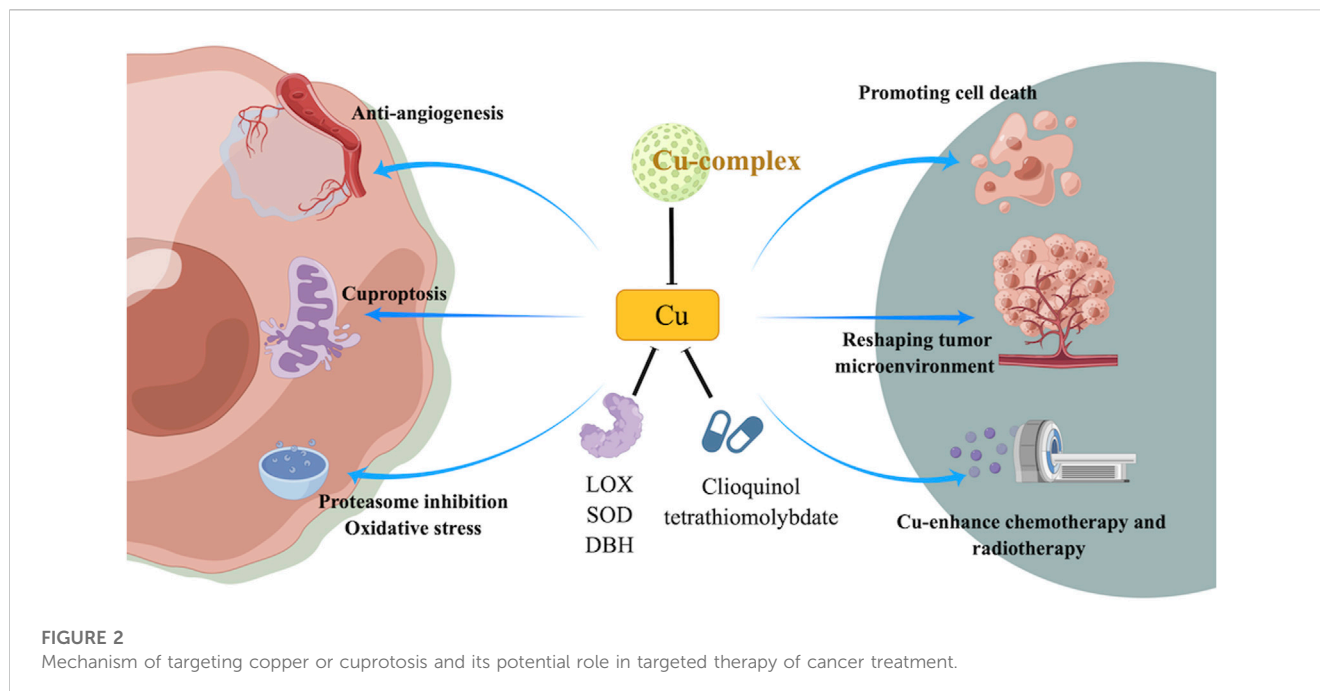 Anti-angiogenesis
Cuproptosis
Proteasome inhibition
Oxidative stress
Cu-complex
Cu
LOX
SOD
DBH
Clioquinol
tetrathiomolybdate
Promoting cell death
Reshaping tumor
microenvironment
Cu-enhance chemotherapy and
radiotherapy
FIGURE 2
Mechanism of targeting copper or cuprotosis and its potential role in targeted therapy of cancer treatment.